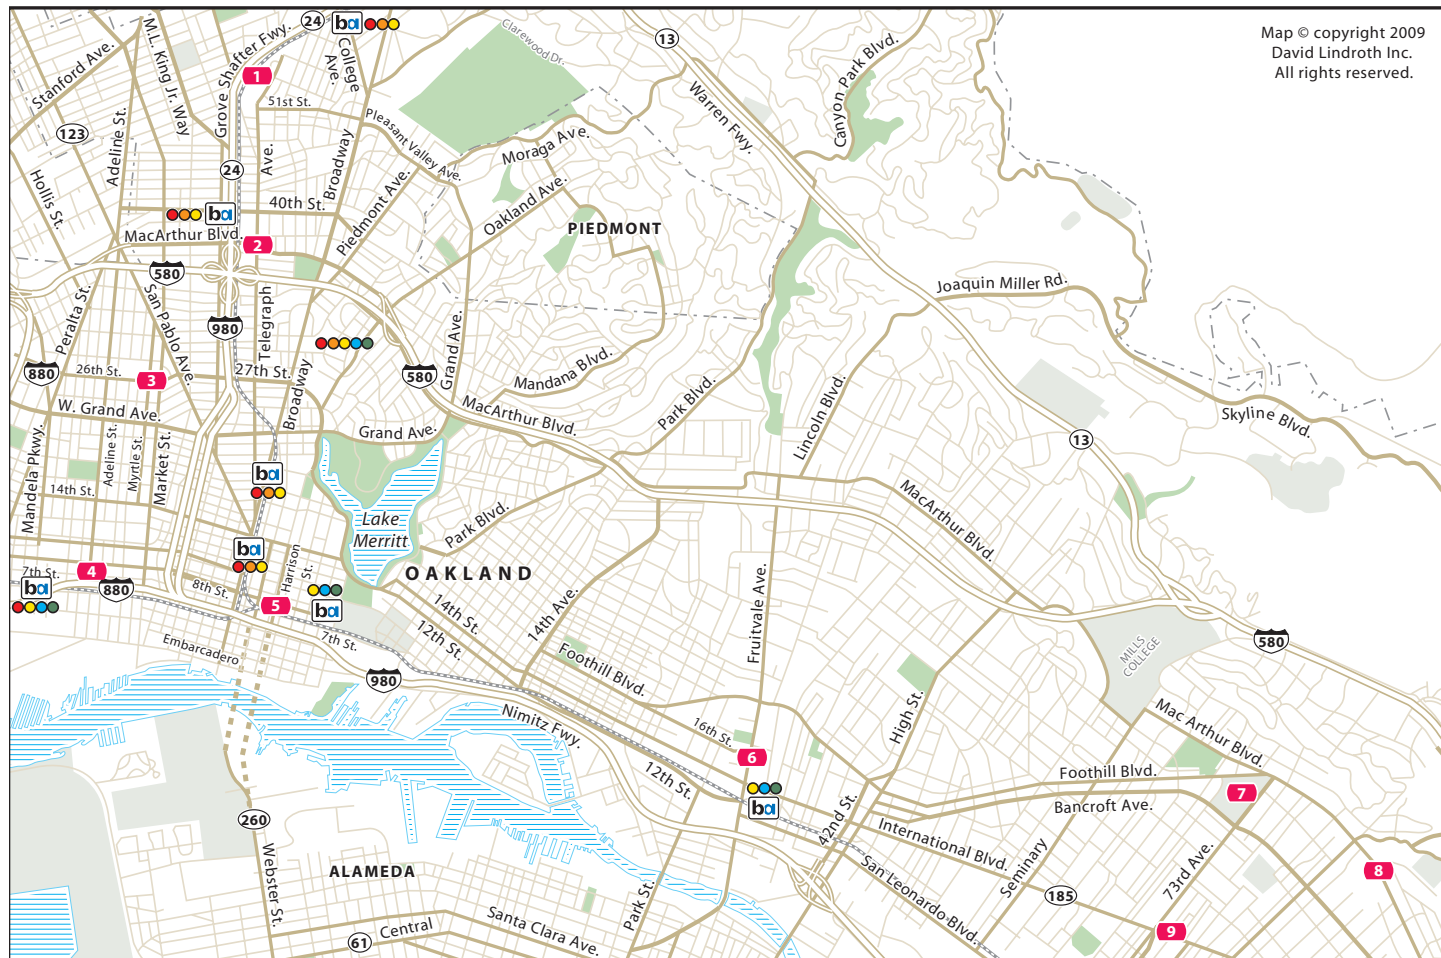 Map © copyright 2009
David Lindroth Inc.
All rights reserved.
24
ba
13
Clarewood Dr.
Canyon Park Blvd.
Stanford Ave.
M.L. King Jr. Way
Grove Shafter Fwy.
College
Ave.
1
51st St.
Pleasant Valley Ave.
Warren Fwy.
Moraga Ave.
123
Adeline St.
24
Ave.
Broadway
Hollis St.
40th St.
ba
Piedmont Ave.
Oakland Ave.
PIEDMONT
MacArthur Blvd.
2
580
Joaquin Miller Rd.
Peralta St.
San Pablo Ave.
980
Telegraph
Grand Ave.
880
26th St.
3
27th St.
Broadway
580
Mandana Blvd.
W. Grand Ave.
MacArthur Blvd.
Park Blvd.
Lincoln Blvd.
Skyline Blvd.
Grand Ave.
13
Mandela Pkwy.
Adeline St.
Myrtle St.
Market St.
14th St.
ba
Lake
Merritt
Park Blvd.
MacArthur Blvd.
ba
Harrison
St.
OAKLAND
7th St.
4
880
ba
8th St.
5
ba
14th St.
12th St.
14th Ave.
Fruitvale Ave.
7th St.
Embarcadero
980
Foothill Blvd.
MILLS
COLLEGE
580
High St.
Nimitz Fwy.
16th St.
6
Mac Arthur Blvd.
12th St.
ba
Foothill Blvd.
7
Bancroft Ave.
42nd St.
260
International Blvd.
Webster St.
ALAMEDA
San Leonardo Blvd.
Seminary
73rd Ave.
8
185
Park St.
Central
61
Santa Clara Ave.
9